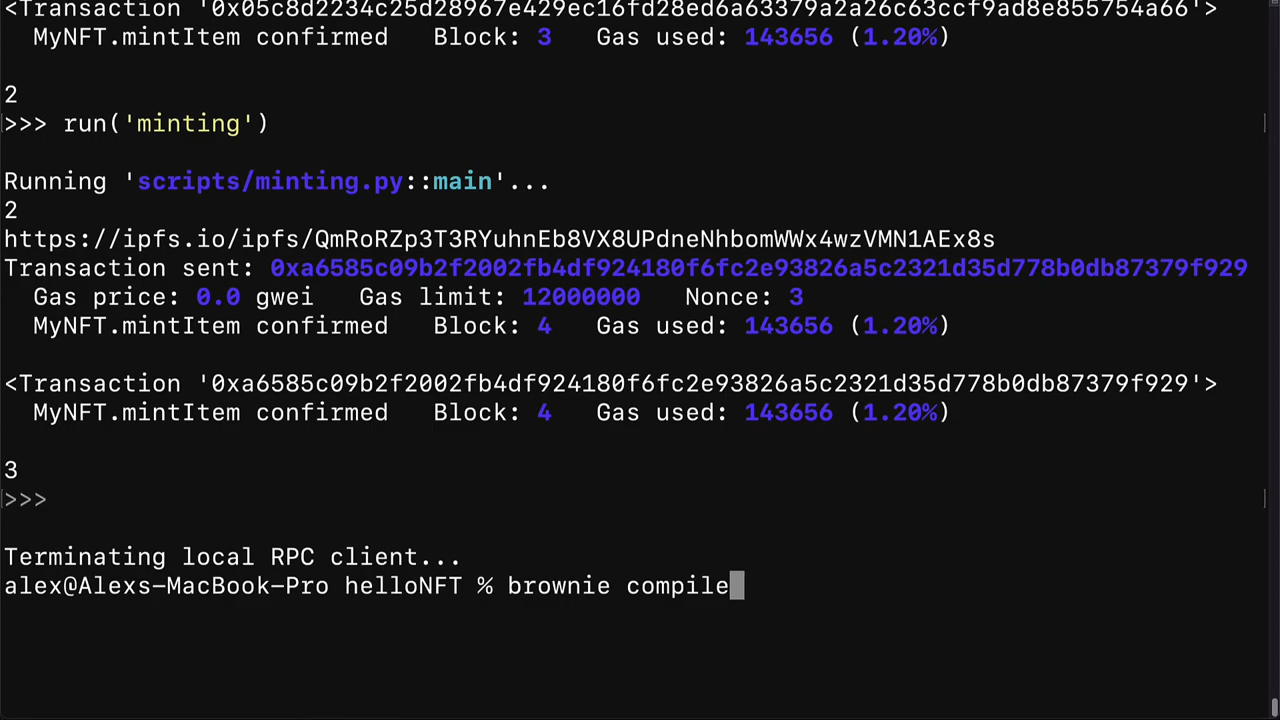 <Transaction '0x05c8d2234c25d28967e429ec16fd28ed6a63379a2a26c63ccf9ad8e855754a66'>
MyNFT.mintItem confirmed   Block: 3   Gas used: 143656 (1.20%)
2
>>> run('minting')
Running 'scripts/minting.py::main'...
2
https://ipfs.io/ipfs/QmRoRZp3T3RYuhnEb8VX8UPdneNhbomWWx4wzVMN1AEx8s
Transaction sent: 0xa6585c09b2f2002fb4df924180f6fc2e93826a5c2321d35d778b0db87379f929
Gas price: 0.0 gwei   Gas limit: 12000000   Nonce: 3
MyNFT.mintItem confirmed   Block: 4   Gas used: 143656 (1.20%)
<Transaction '0xa6585c09b2f2002fb4df924180f6fc2e93826a5c2321d35d778b0db87379f929'>
MyNFT.mintItem confirmed   Block: 4   Gas used: 143656 (1.20%)
3
>>>
Terminating local RPC client...
alex@Alexs-MacBook-Pro helloNFT % brownie compile